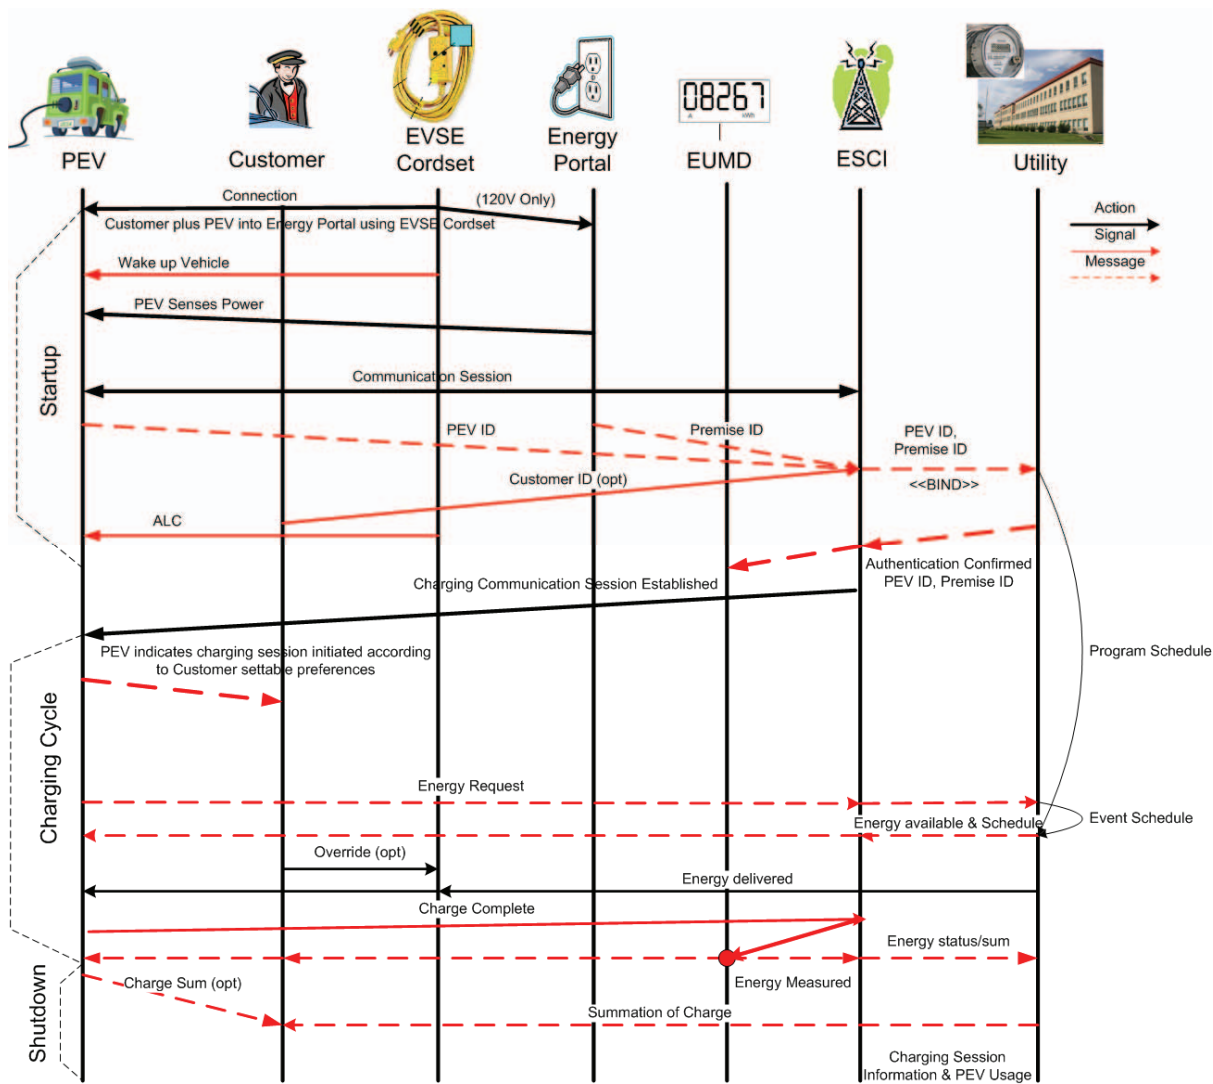 08267
kWh
PEV
Customer
EVSE
Cordset
Energy
Portal
EUMD
ESCI
Utility
Connection
(120V Only)
Customer plus PEV into Energy Portal using EVSE Cordset
Action
Signal
Message
Wake up Vehicle
PEV Senses Power
Startup
Communication Session
PEV ID
Premise ID
PEV ID,
Premise ID
Customer ID (opt)
<<BIND>>
ALC
Authentication Confirmed
PEV ID, Premise ID
Charging Communication Session Established
PEV indicates charging session initiated according
to Customer settable preferences
Program Schedule
Charging Cycle
Energy Request
Energy available & Schedule
Event Schedule
Override (opt)
Energy delivered
Charge Complete
Energy status/sum
Energy Measured
Shutdown
Charge Sum (opt)
Summation of Charge
Charging Session
Information & PEV Usage